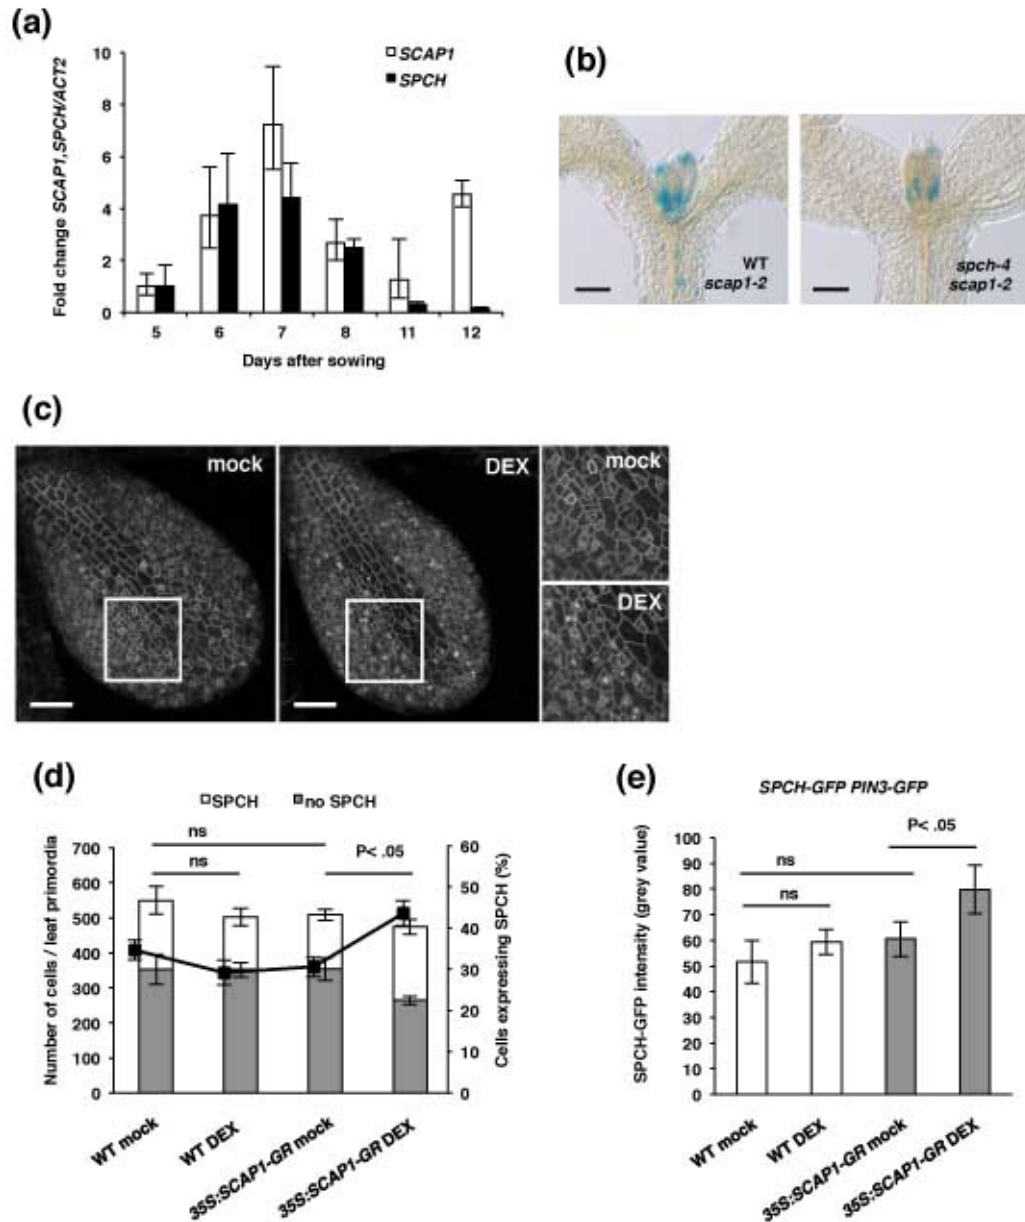 (a)
SCAP1
SPCH
Fold change SCAP1,SPCH/ACT2
10
8
6
4
2
0
5 6 7 8 11 12
Days after sowing
(b)
WT
scap1-2
spch-4
scap1-2
(c)
mock
DEX
mock
DEX
(d)
SPCH no SPCH
Number of cells / leaf primordia
700
600
500
400
300
200
100
0
ns
ns
P< .05
60
50
40
30
20
10
0
Cells expressing SPCH (%)
WT mock
WT DEX
35S:SCAP1-GR mock
35S:SCAP1-GR DEX
(e)
SPCH-GFP PIN3-GFP
SPCH-GFP intensity (grey value)
100
90
80
70
60
50
40
30
20
10
0
P< .05
ns
ns
WT mock
WT DEX
35S:SCAP1-GR mock
35S:SCAP1-GR DEX